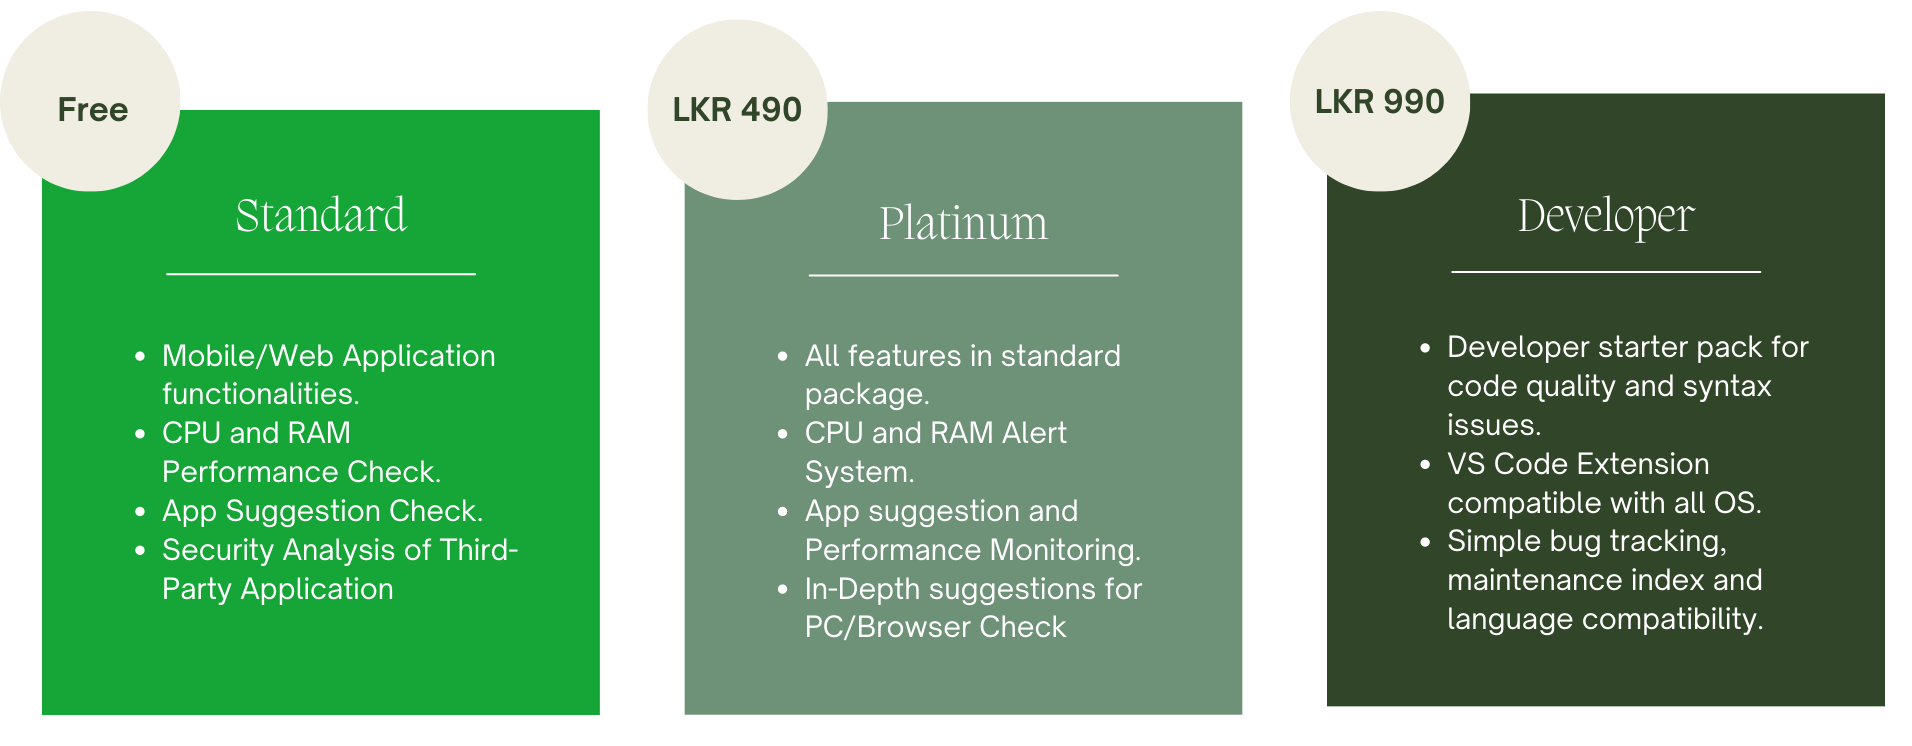 Free
Standard
• Mobile/Web Application
functionalities.
• CPU and RAM
Performance Check.
• App Suggestion Check.
• Security Analysis of Third-
Party Application
LKR 490
Platinum
• All features in standard
package.
• CPU and RAM Alert
System.
• App suggestion and
Performance Monitoring.
• In-Depth suggestions for
PC/Browser Check
LKR 990
Developer
• Developer starter pack for
code quality and syntax
issues.
• VS Code Extension
compatible with all OS.
• Simple bug tracking,
maintenance index and
language compatibility.